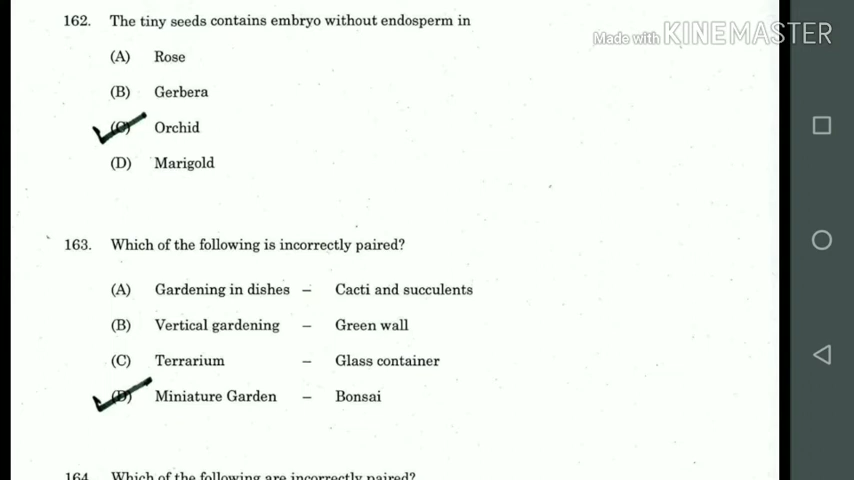 Made with KINEMASTER
162. The tiny seeds contains embryo without endosperm in
(A) Rose
(B) Gerbera
(C) Orchid
(D) Marigold
163. Which of the following is incorrectly paired?
(A) Gardening in dishes – Cacti and succulents
(B) Vertical gardening – Green wall
(C) Terrarium – Glass container
(D) Miniature Garden – Bonsai
164. Which of the following are incorrectly paired?